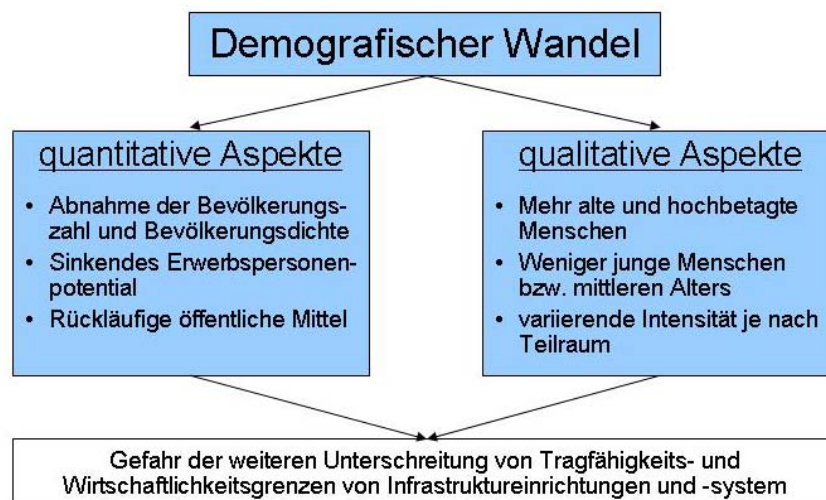 Demografischer Wandel
quantitative Aspekte
• Abnahme der Bevölkerungs-
zahl und Bevölkerungsdichte
• Sinkendes Erwerbspersonen-
potential
• Rückläufige öffentliche Mittel
qualitative Aspekte
• Mehr alte und hochbetagte
Menschen
• Weniger junge Menschen
bzw. mittleren Alters
• variierende Intensität je nach
Teilraum
Gefahr der weiteren Unterschreitung von Tragfähigkeits- und
Wirtschaftlichkeitsgrenzen von Infrastruktureinrichtungen und -system